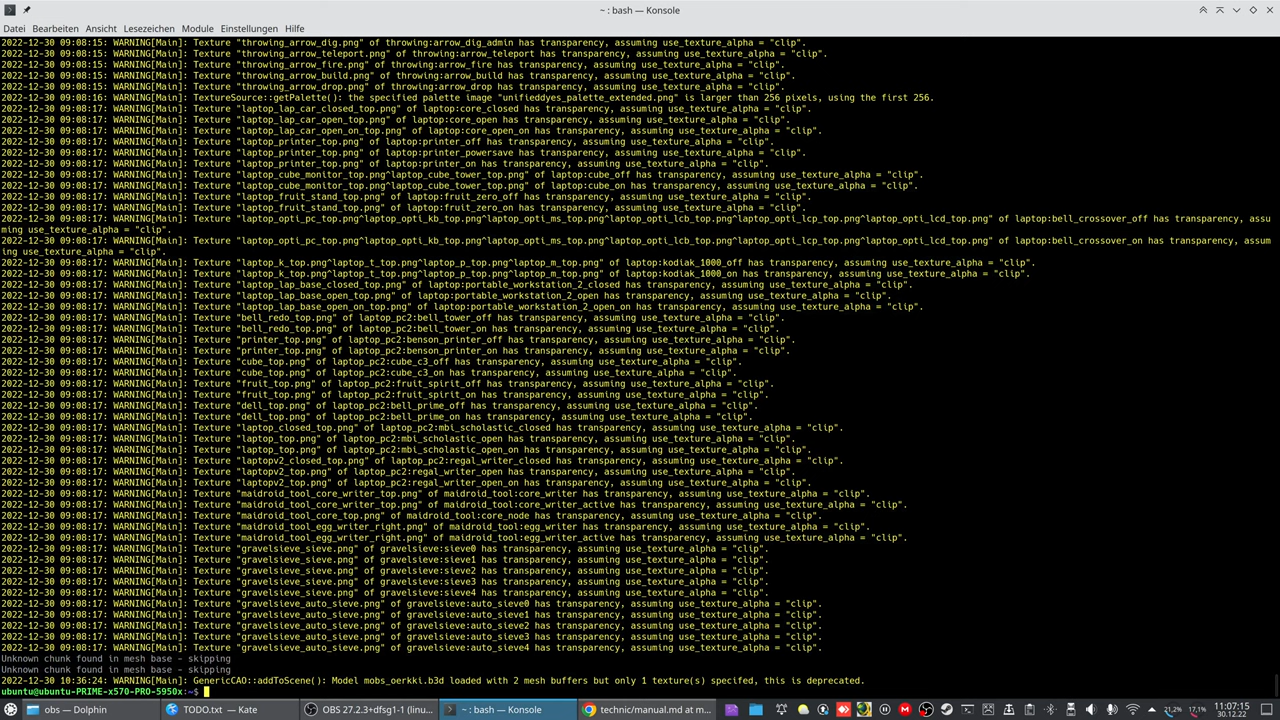 ~ : bash — Konsole
Datei Bearbeiten Ansicht Lesezeichen Module Einstellungen Hilfe
2022-12-30 09:08:15: WARNING[Main]: Texture "throwing_arrow_dig.png" of throwing:arrow_dig_admin has transparency, assuming use_texture_alpha = "clip".
2022-12-30 09:08:15: WARNING[Main]: Texture "throwing_arrow_teleport.png" of throwing:arrow_teleport has transparency, assuming use_texture_alpha = "clip".
2022-12-30 09:08:15: WARNING[Main]: Texture "throwing_arrow_fire.png" of throwing:arrow_fire has transparency, assuming use_texture_alpha = "clip".
2022-12-30 09:08:15: WARNING[Main]: Texture "throwing_arrow_build.png" of throwing:arrow_build has transparency, assuming use_texture_alpha = "clip".
2022-12-30 09:08:15: WARNING[Main]: Texture "throwing_arrow_drop.png" of throwing:arrow_drop has transparency, assuming use_texture_alpha = "clip".
2022-12-30 09:08:16: WARNING[Main]: TextureSource::getPalette(): the specified palette image "unifieddyes_palette_extended.png" is larger than 256 pixels, using the first 256.
2022-12-30 09:08:17: WARNING[Main]: Texture "laptop_lap_car_closed_top.png" of laptop:core_closed has transparency, assuming use_texture_alpha = "clip".
2022-12-30 09:08:17: WARNING[Main]: Texture "laptop_lap_car_open_top.png" of laptop:core_open has transparency, assuming use_texture_alpha = "clip".
2022-12-30 09:08:17: WARNING[Main]: Texture "laptop_lap_car_open_on_top.png" of laptop:core_open_on has transparency, assuming use_texture_alpha = "clip".
2022-12-30 09:08:17: WARNING[Main]: Texture "laptop_printer_top.png" of laptop:printer_off has transparency, assuming use_texture_alpha = "clip".
2022-12-30 09:08:17: WARNING[Main]: Texture "laptop_printer_top.png" of laptop:printer_powersave has transparency, assuming use_texture_alpha = "clip".
2022-12-30 09:08:17: WARNING[Main]: Texture "laptop_printer_top.png" of laptop:printer_on has transparency, assuming use_texture_alpha = "clip".
2022-12-30 09:08:17: WARNING[Main]: Texture "laptop_cube_monitor_top.png^laptop_cube_tower_top.png" of laptop:cube_off has transparency, assuming use_texture_alpha = "clip".
2022-12-30 09:08:17: WARNING[Main]: Texture "laptop_cube_monitor_top.png^laptop_cube_tower_top.png" of laptop:cube_on has transparency, assuming use_texture_alpha = "clip".
2022-12-30 09:08:17: WARNING[Main]: Texture "laptop_fruit_stand_top.png" of laptop:fruit_zero_off has transparency, assuming use_texture_alpha = "clip".
2022-12-30 09:08:17: WARNING[Main]: Texture "laptop_fruit_stand_top.png" of laptop:fruit_zero_on has transparency, assuming use_texture_alpha = "clip".
2022-12-30 09:08:17: WARNING[Main]: Texture "laptop_opti_pc_top.png^laptop_opti_kb_top.png^laptop_opti_ms_top.png^laptop_opti_lcb_top.png^laptop_opti_lcp_top.png^laptop_opti_lcd_top.png" of laptop:bell_crossover_off has transparency, assu
ming use_texture_alpha = "clip".
2022-12-30 09:08:17: WARNING[Main]: Texture "laptop_opti_pc_top.png^laptop_opti_kb_top.png^laptop_opti_ms_top.png^laptop_opti_lcb_top.png^laptop_opti_lcp_top.png^laptop_opti_lcd_top.png" of laptop:bell_crossover_on has transparency, assum
ing use_texture_alpha = "clip".
2022-12-30 09:08:17: WARNING[Main]: Texture "laptop_k_top.png^laptop_t_top.png^laptop_p_top.png^laptop_m_top.png" of laptop:kodiak_1000_off has transparency, assuming use_texture_alpha = "clip".
2022-12-30 09:08:17: WARNING[Main]: Texture "laptop_k_top.png^laptop_t_top.png^laptop_p_top.png^laptop_m_top.png" of laptop:kodiak_1000_on has transparency, assuming use_texture_alpha = "clip".
2022-12-30 09:08:17: WARNING[Main]: Texture "laptop_lap_base_closed_top.png" of laptop:portable_workstation_2_closed has transparency, assuming use_texture_alpha = "clip".
2022-12-30 09:08:17: WARNING[Main]: Texture "laptop_lap_base_open_top.png" of laptop:portable_workstation_2_open has transparency, assuming use_texture_alpha = "clip".
2022-12-30 09:08:17: WARNING[Main]: Texture "laptop_lap_base_open_on_top.png" of laptop:portable_workstation_2_open_on has transparency, assuming use_texture_alpha = "clip".
2022-12-30 09:08:17: WARNING[Main]: Texture "bell_redo_top.png" of laptop_pc2:bell_tower_off has transparency, assuming use_texture_alpha = "clip".
2022-12-30 09:08:17: WARNING[Main]: Texture "bell_redo_top.png" of laptop_pc2:bell_tower_on has transparency, assuming use_texture_alpha = "clip".
2022-12-30 09:08:17: WARNING[Main]: Texture "printer_top.png" of laptop_pc2:benson_printer_off has transparency, assuming use_texture_alpha = "clip".
2022-12-30 09:08:17: WARNING[Main]: Texture "printer_top.png" of laptop_pc2:benson_printer_on has transparency, assuming use_texture_alpha = "clip".
2022-12-30 09:08:17: WARNING[Main]: Texture "cube_top.png" of laptop_pc2:cube_c3_off has transparency, assuming use_texture_alpha = "clip".
2022-12-30 09:08:17: WARNING[Main]: Texture "cube_top.png" of laptop_pc2:cube_c3_on has transparency, assuming use_texture_alpha = "clip".
2022-12-30 09:08:17: WARNING[Main]: Texture "fruit_top.png" of laptop_pc2:fruit_spirit_off has transparency, assuming use_texture_alpha = "clip".
2022-12-30 09:08:17: WARNING[Main]: Texture "fruit_top.png" of laptop_pc2:fruit_spirit_on has transparency, assuming use_texture_alpha = "clip".
2022-12-30 09:08:17: WARNING[Main]: Texture "dell_top.png" of laptop_pc2:bell_prime_off has transparency, assuming use_texture_alpha = "clip".
2022-12-30 09:08:17: WARNING[Main]: Texture "dell_top.png" of laptop_pc2:bell_prime_on has transparency, assuming use_texture_alpha = "clip".
2022-12-30 09:08:17: WARNING[Main]: Texture "laptop_closed_top.png" of laptop_pc2:mbi_scholastic_closed has transparency, assuming use_texture_alpha = "clip".
2022-12-30 09:08:17: WARNING[Main]: Texture "laptop_top.png" of laptop_pc2:mbi_scholastic_open has transparency, assuming use_texture_alpha = "clip".
2022-12-30 09:08:17: WARNING[Main]: Texture "laptop_top.png" of laptop_pc2:mbi_scholastic_open_on has transparency, assuming use_texture_alpha = "clip".
2022-12-30 09:08:17: WARNING[Main]: Texture "laptopv2_closed_top.png" of laptop_pc2:regal_writer_closed has transparency, assuming use_texture_alpha = "clip".
2022-12-30 09:08:17: WARNING[Main]: Texture "laptopv2_top.png" of laptop_pc2:regal_writer_open has transparency, assuming use_texture_alpha = "clip".
2022-12-30 09:08:17: WARNING[Main]: Texture "laptopv2_top.png" of laptop_pc2:regal_writer_open_on has transparency, assuming use_texture_alpha = "clip".
2022-12-30 09:08:17: WARNING[Main]: Texture "maidroid_tool_core_writer_top.png" of maidroid_tool:core_writer has transparency, assuming use_texture_alpha = "clip".
2022-12-30 09:08:17: WARNING[Main]: Texture "maidroid_tool_core_writer_top.png" of maidroid_tool:core_writer_active has transparency, assuming use_texture_alpha = "clip".
2022-12-30 09:08:17: WARNING[Main]: Texture "maidroid_tool_core_top.png" of maidroid_tool:core_node has transparency, assuming use_texture_alpha = "clip".
2022-12-30 09:08:17: WARNING[Main]: Texture "maidroid_tool_egg_writer_right.png" of maidroid_tool:egg_writer has transparency, assuming use_texture_alpha = "clip".
2022-12-30 09:08:17: WARNING[Main]: Texture "maidroid_tool_egg_writer_right.png" of maidroid_tool:egg_writer_active has transparency, assuming use_texture_alpha = "clip".
2022-12-30 09:08:17: WARNING[Main]: Texture "gravelsieve_sieve.png" of gravelsieve:sieve0 has transparency, assuming use_texture_alpha = "clip".
2022-12-30 09:08:17: WARNING[Main]: Texture "gravelsieve_sieve.png" of gravelsieve:sieve1 has transparency, assuming use_texture_alpha = "clip".
2022-12-30 09:08:17: WARNING[Main]: Texture "gravelsieve_sieve.png" of gravelsieve:sieve2 has transparency, assuming use_texture_alpha = "clip".
2022-12-30 09:08:17: WARNING[Main]: Texture "gravelsieve_sieve.png" of gravelsieve:sieve3 has transparency, assuming use_texture_alpha = "clip".
2022-12-30 09:08:17: WARNING[Main]: Texture "gravelsieve_sieve.png" of gravelsieve:sieve4 has transparency, assuming use_texture_alpha = "clip".
2022-12-30 09:08:17: WARNING[Main]: Texture "gravelsieve_auto_sieve.png" of gravelsieve:auto_sieve0 has transparency, assuming use_texture_alpha = "clip".
2022-12-30 09:08:17: WARNING[Main]: Texture "gravelsieve_auto_sieve.png" of gravelsieve:auto_sieve1 has transparency, assuming use_texture_alpha = "clip".
2022-12-30 09:08:17: WARNING[Main]: Texture "gravelsieve_auto_sieve.png" of gravelsieve:auto_sieve2 has transparency, assuming use_texture_alpha = "clip".
2022-12-30 09:08:17: WARNING[Main]: Texture "gravelsieve_auto_sieve.png" of gravelsieve:auto_sieve3 has transparency, assuming use_texture_alpha = "clip".
2022-12-30 09:08:17: WARNING[Main]: Texture "gravelsieve_auto_sieve.png" of gravelsieve:auto_sieve4 has transparency, assuming use_texture_alpha = "clip".
Unknown chunk found in mesh base - skipping
Unknown chunk found in mesh base - skipping
2022-12-30 10:36:24: WARNING[Main]: GenericCAO::addToScene(): Model mobs_oerkki.b3d loaded with 2 mesh buffers but only 1 texture(s) specifed, this is deprecated.
ubuntu@ubuntu-PRIME-x570-PRO-5950x:~$
obs — Dolphin TODO.txt — Kate OBS 27.2.3+dfsg1-1 (linu... ~ : bash — Konsole technic/manual.md at m... 21,2% 17,1% 11:07:15
30.12.22